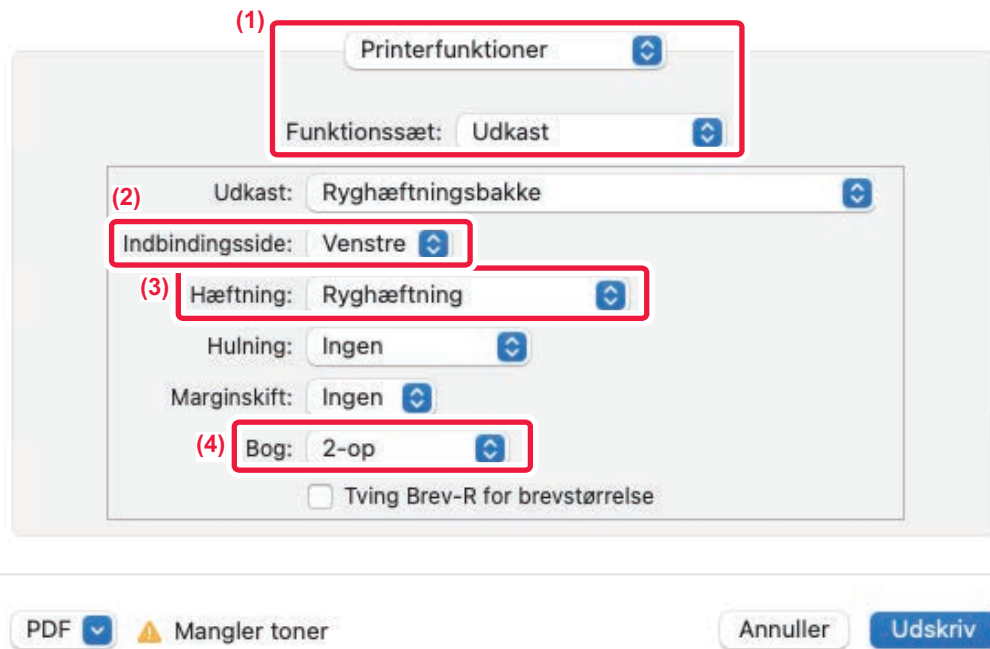 (1)
Printerfunktioner
Funktionssæt: Udkast
Udkast: Ryghæftningsbakke
(2)
Indbindingsside: Venstre
(3) Hæftning: Ryghæftning
Hulning: Ingen
Marginskift: Ingen
(4) Bog: 2-op
Tving Brev-R for brevstørrelse
PDF Mangler toner Annuller Udskriv